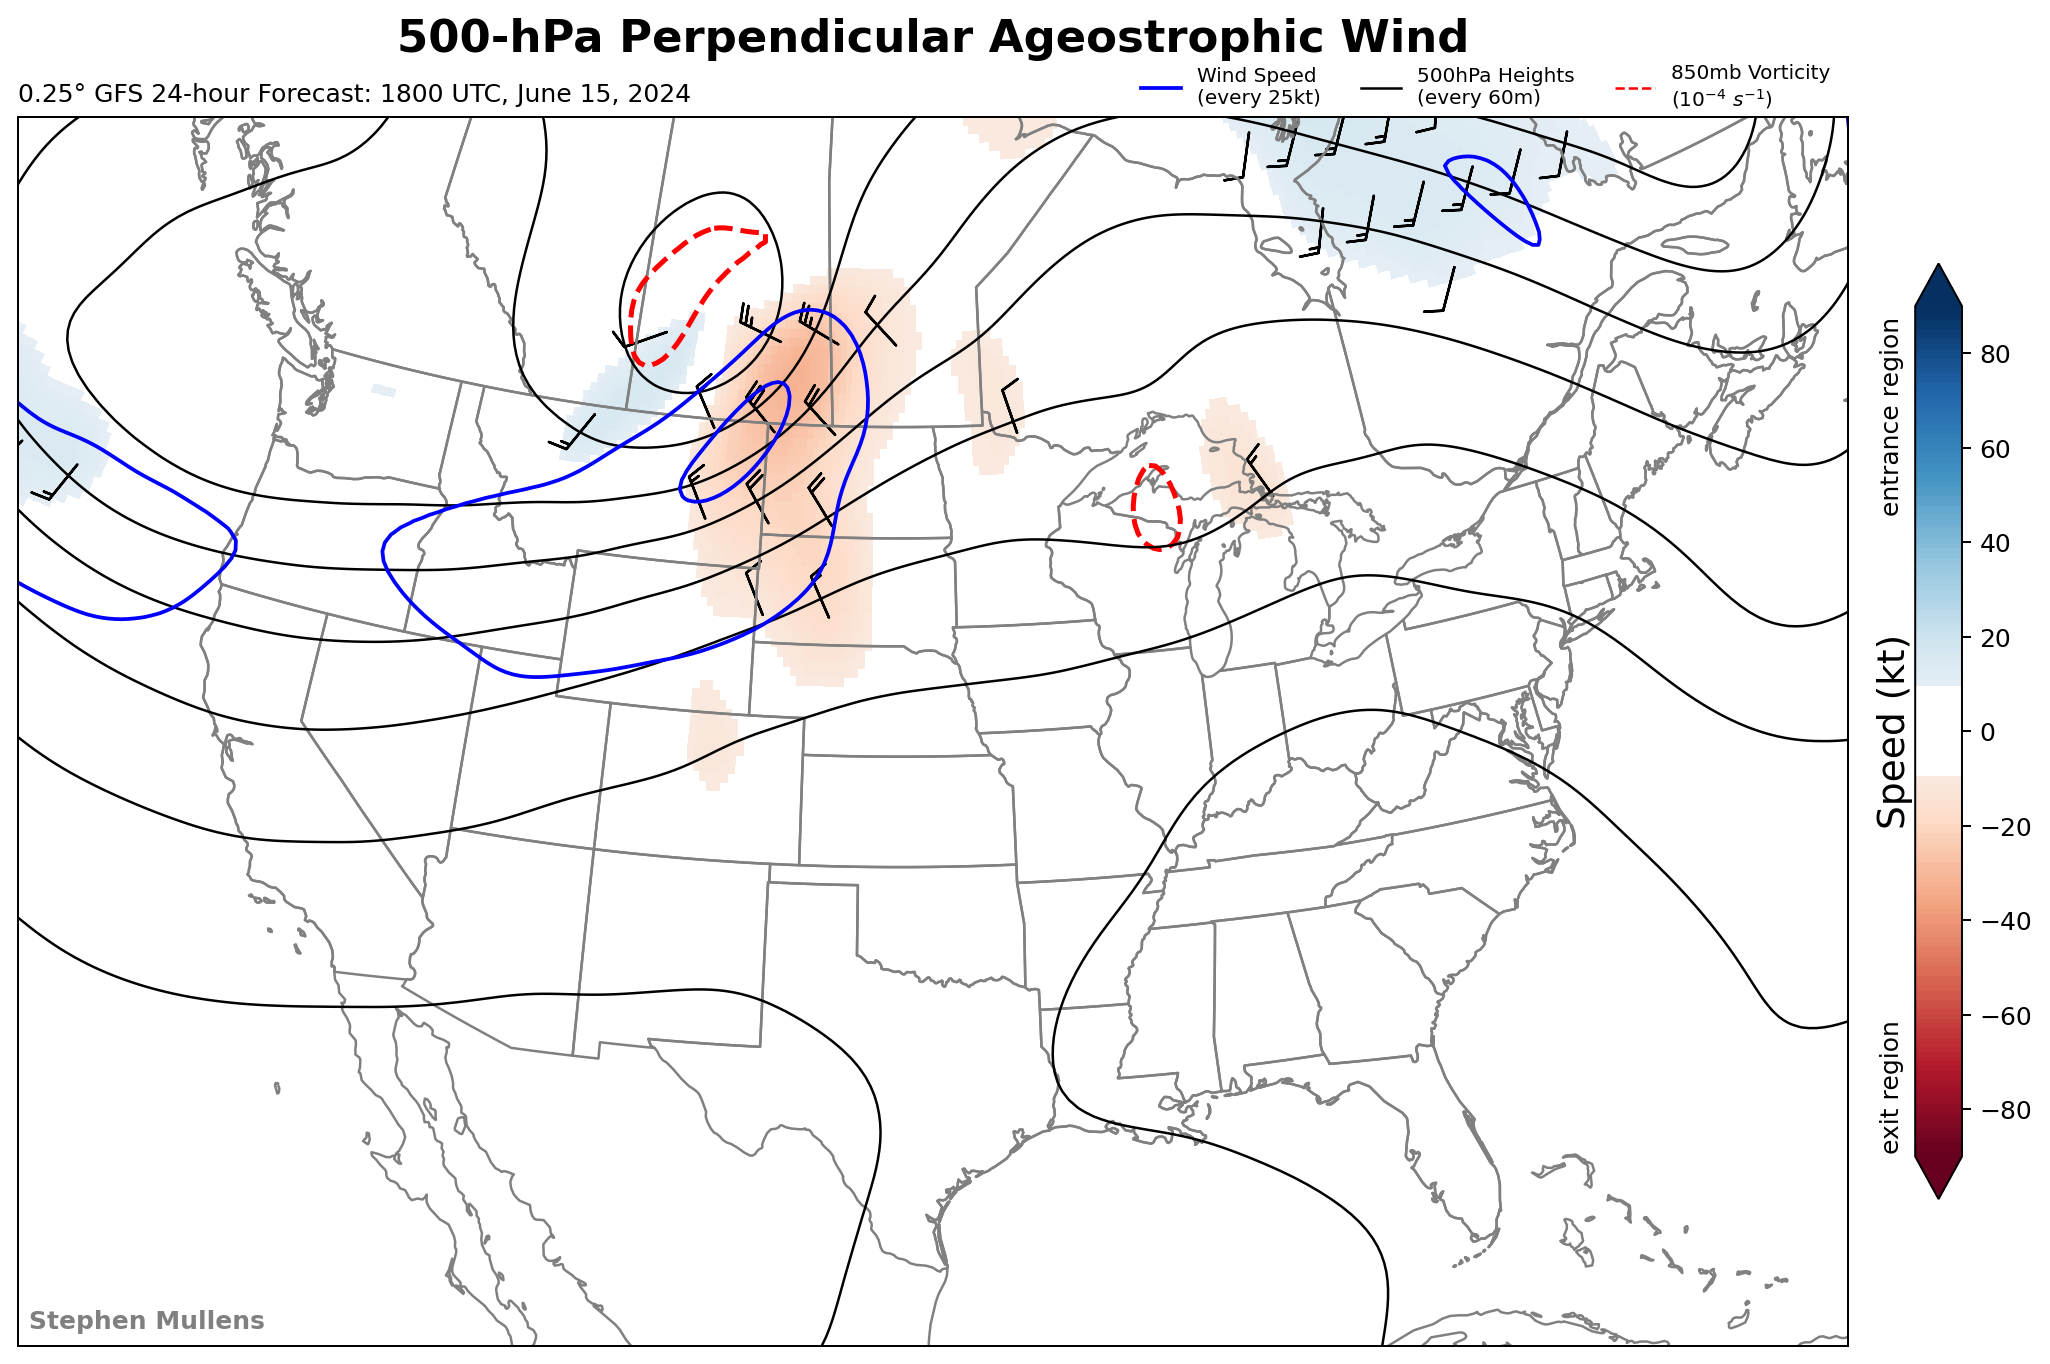 500-hPa Perpendicular Ageostrophic Wind
0.25° GFS 24-hour Forecast: 1800 UTC, June 15, 2024
Wind Speed
(every 25kt)
500hPa Heights
(every 60m)
850mb Vorticity
(10⁻⁴ s⁻¹)
entrance region
Speed (kt)
exit region
80
60
40
20
0
−20
−40
−60
−80
Stephen Mullens